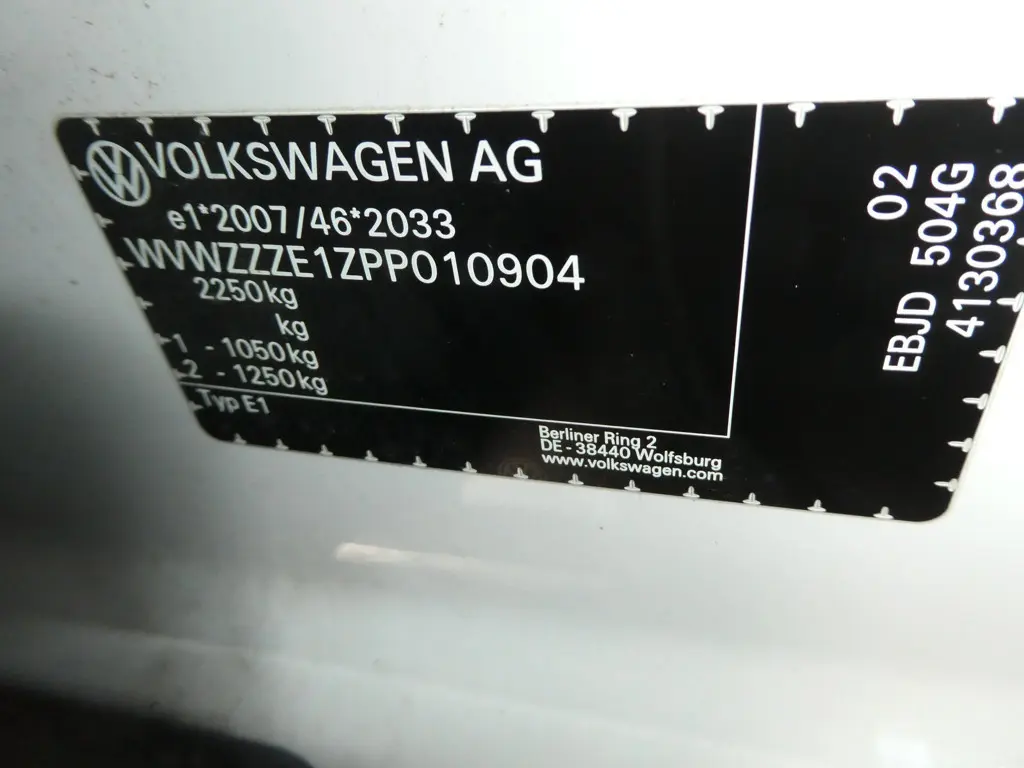 VOLKSWAGEN AG
e1*2007/46*2033
WVWZZZE1ZPP010904
2250kg
kg
1 - 1050kg
2 - 1250kg
Typ E1
Berliner Ring 2
DE - 38440 Wolfsburg
www.volkswagen.com
02
EBJD 504G
4130368